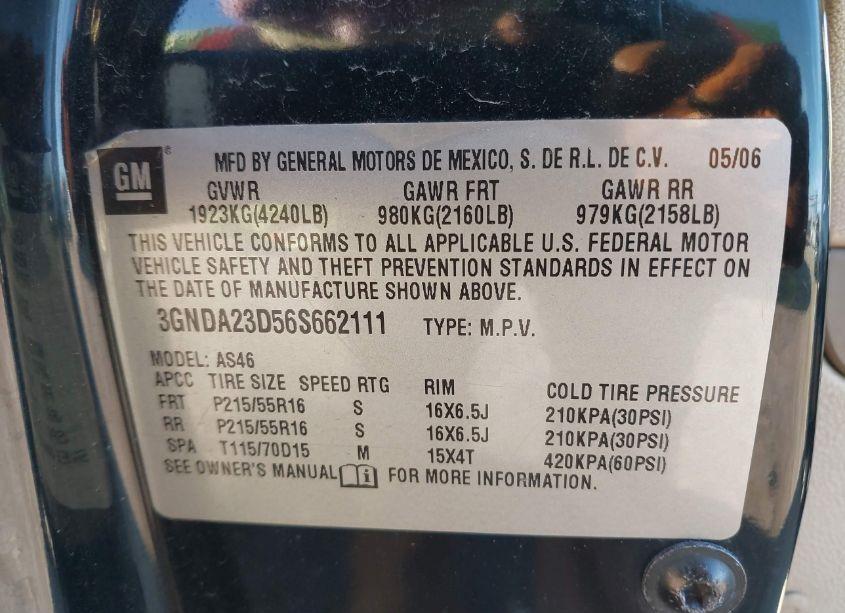 GM® MFD BY GENERAL MOTORS DE MEXICO, S. DE R.L. DE C.V. 05/06
GVWR GAWR FRT GAWR RR
1923KG(4240LB) 980KG(2160LB) 979KG(2158LB)
THIS VEHICLE CONFORMS TO ALL APPLICABLE U.S. FEDERAL MOTOR
VEHICLE SAFETY AND THEFT PREVENTION STANDARDS IN EFFECT ON
THE DATE OF MANUFACTURE SHOWN ABOVE.
3GNDA23D56S662111 TYPE: M.P.V.
MODEL: AS46
APCC TIRE SIZE SPEED RTG RIM COLD TIRE PRESSURE
FRT P215/55R16 S 16X6.5J 210KPA(30PSI)
RR P215/55R16 S 16X6.5J 210KPA(30PSI)
SPA T115/70D15 M 15X4T 420KPA(60PSI)
SEE OWNER'S MANUAL i FOR MORE INFORMATION.